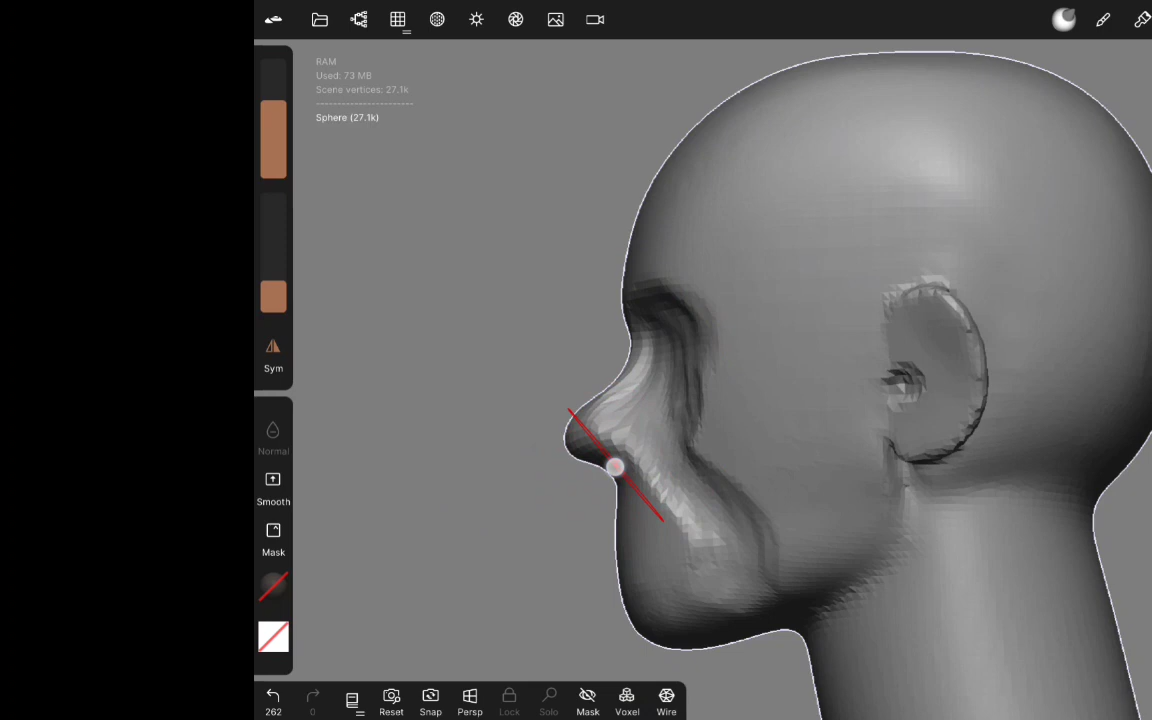 RAM
Used: 73 MB
Scene vertices: 27.1k
Sphere (27.1k)
Sym
Normal
Smooth
Mask
262
0
Reset
Snap
Persp
Lock
Solo
Mask
Voxel
Wire